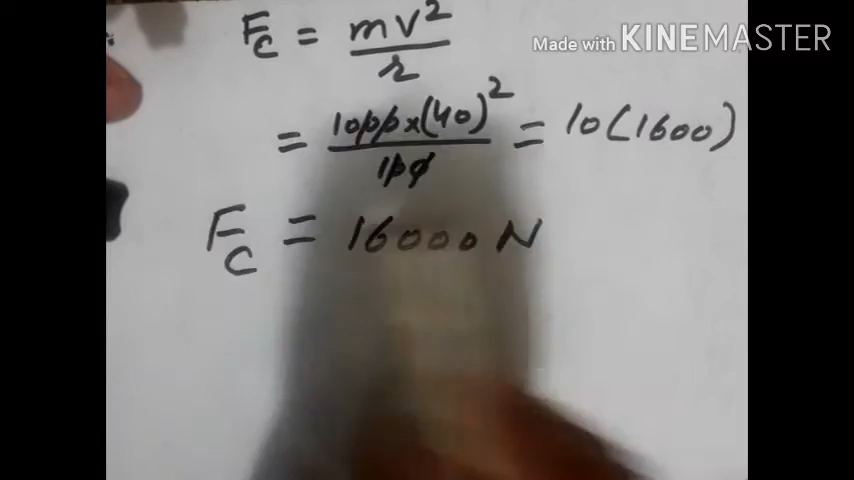 Fc = mv²/r
Made with KINEMASTER
= 1000×(40)²/100 = 10(1600)
Fc = 16000 N